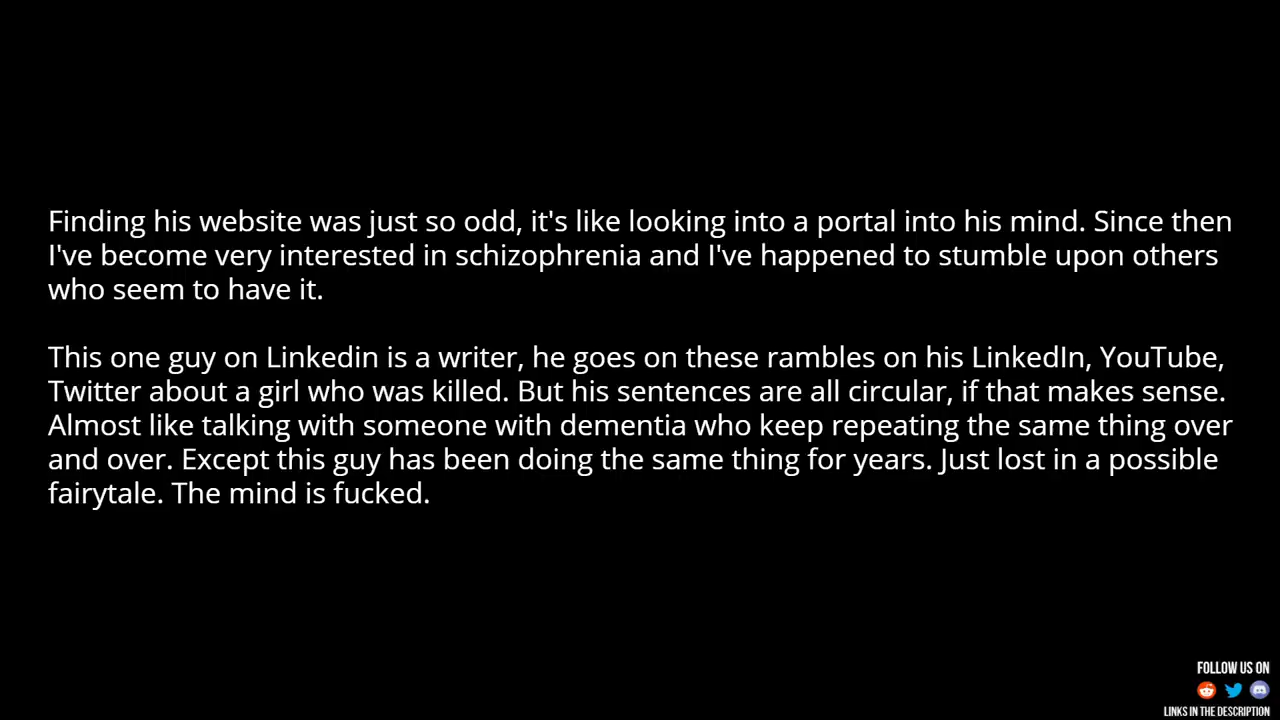 Finding his website was just so odd, it's like looking into a portal into his mind. Since then
I've become very interested in schizophrenia and I've happened to stumble upon others
who seem to have it.
This one guy on Linkedin is a writer, he goes on these rambles on his LinkedIn, YouTube,
Twitter about a girl who was killed. But his sentences are all circular, if that makes sense.
Almost like talking with someone with dementia who keep repeating the same thing over
and over. Except this guy has been doing the same thing for years. Just lost in a possible
fairytale. The mind is fucked.
FOLLOW US ON
LINKS IN THE DESCRIPTION